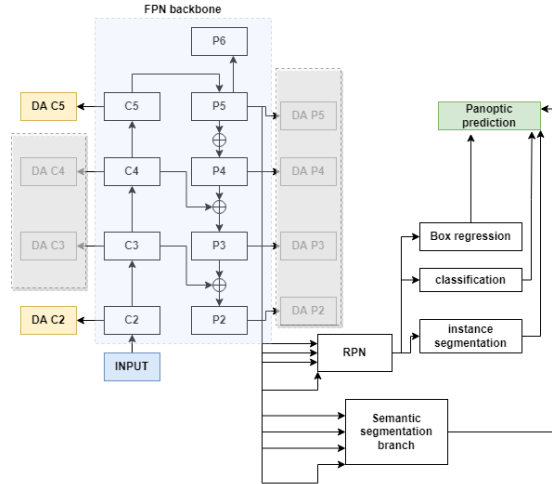 FPN backbone
P6
DA C5
C5
P5
DA P5
Panoptic
prediction
DA C4
C4
P4
DA P4
DA C3
C3
P3
DA P3
Box regression
classification
DA C2
C2
P2
DA P2
instance
segmentation
RPN
INPUT
Semantic
segmentation
branch